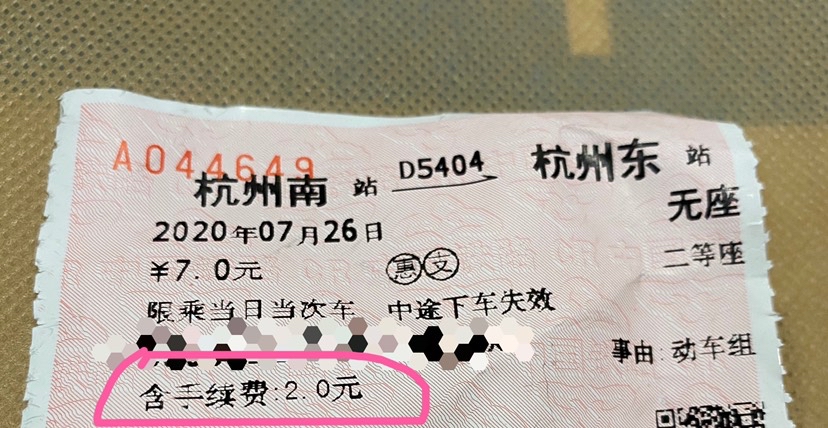 A044649
杭州南 站 D5404 杭州东 站
2020年07月26日 无座
¥7.0元 惠 支 二等座
限乘当日当次车 中途下车失效
事由:动车组
含手续费:2.0元